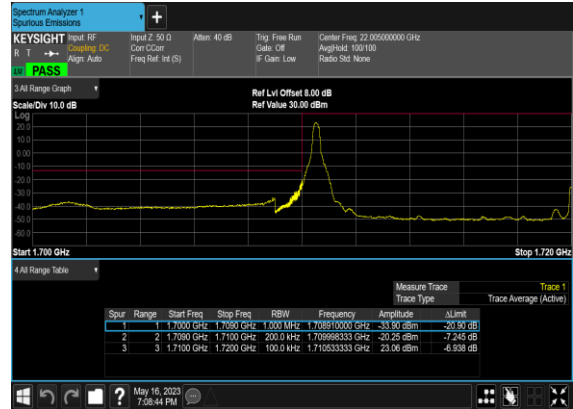 Spectrum Analyzer 1
Spurious Emissions
KEYSIGHT Input: RF Input Z: 50 Ω Atten: 40 dB Trig: Free Run Center Freq: 22.005000000 GHz
R T Coupling: DC Corr CCorr Gate: Off Avg|Hold: 100/100
Align: Auto Freq Ref: Int (S) IF Gain: Low Radio Std: None
PASS
3 All Range Graph
Ref Lvl Offset 8.00 dB
Scale/Div 10.0 dB Ref Value 30.00 dBm
Log
20.0
10.0
0.00
-10.0
-20.0
-30.0
-40.0
-50.0
-60.0
Start 1.700 GHz Stop 1.720 GHz
4 All Range Table
Measure Trace Trace 1
Trace Type Trace Average (Active)
Spur Range Start Freq Stop Freq RBW Frequency Amplitude ΔLimit
1 1 1.7000 GHz 1.7090 GHz 1.000 MHz 1.708910000 GHz -33.90 dBm -20.90 dB
2 2 1.7090 GHz 1.7100 GHz 200.0 kHz 1.709998333 GHz -20.25 dBm -7.245 dB
3 3 1.7100 GHz 1.7200 GHz 100.0 kHz 1.710533333 GHz 23.06 dBm -6.938 dB
? May 16, 2023
7:08:44 PM